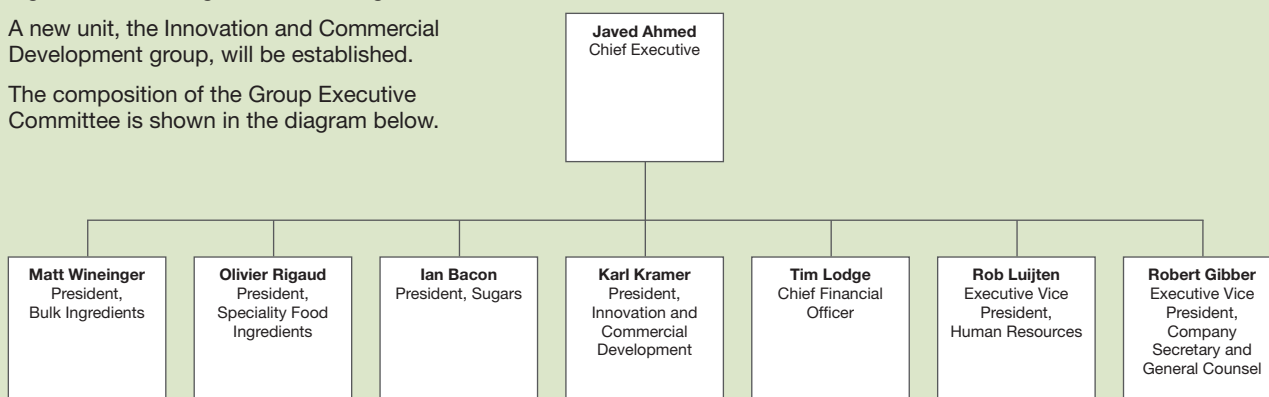 A new unit, the Innovation and Commercial
Development group, will be established.
The composition of the Group Executive
Committee is shown in the diagram below.
Javed Ahmed
Chief Executive
Matt Wineinger
President,
Bulk Ingredients
Olivier Rigaud
President,
Speciality Food
Ingredients
Ian Bacon
President, Sugars
Karl Kramer
President,
Innovation and
Commercial
Development
Tim Lodge
Chief Financial
Officer
Rob Luijten
Executive Vice
President,
Human Resources
Robert Gibber
Executive Vice
President,
Company
Secretary and
General Counsel